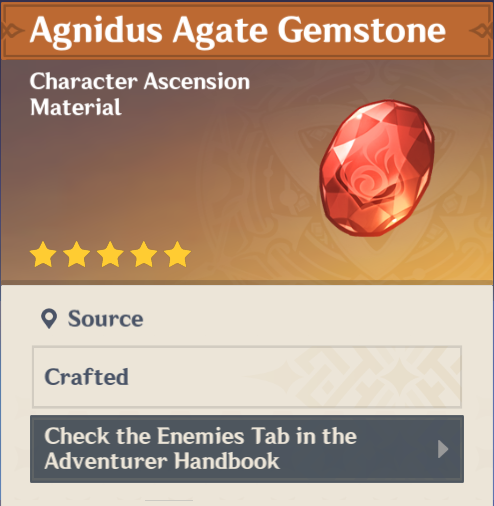 Agnidus Agate Gemstone
Character Ascension
Material
Source
Crafted
Check the Enemies Tab in the
Adventurer Handbook